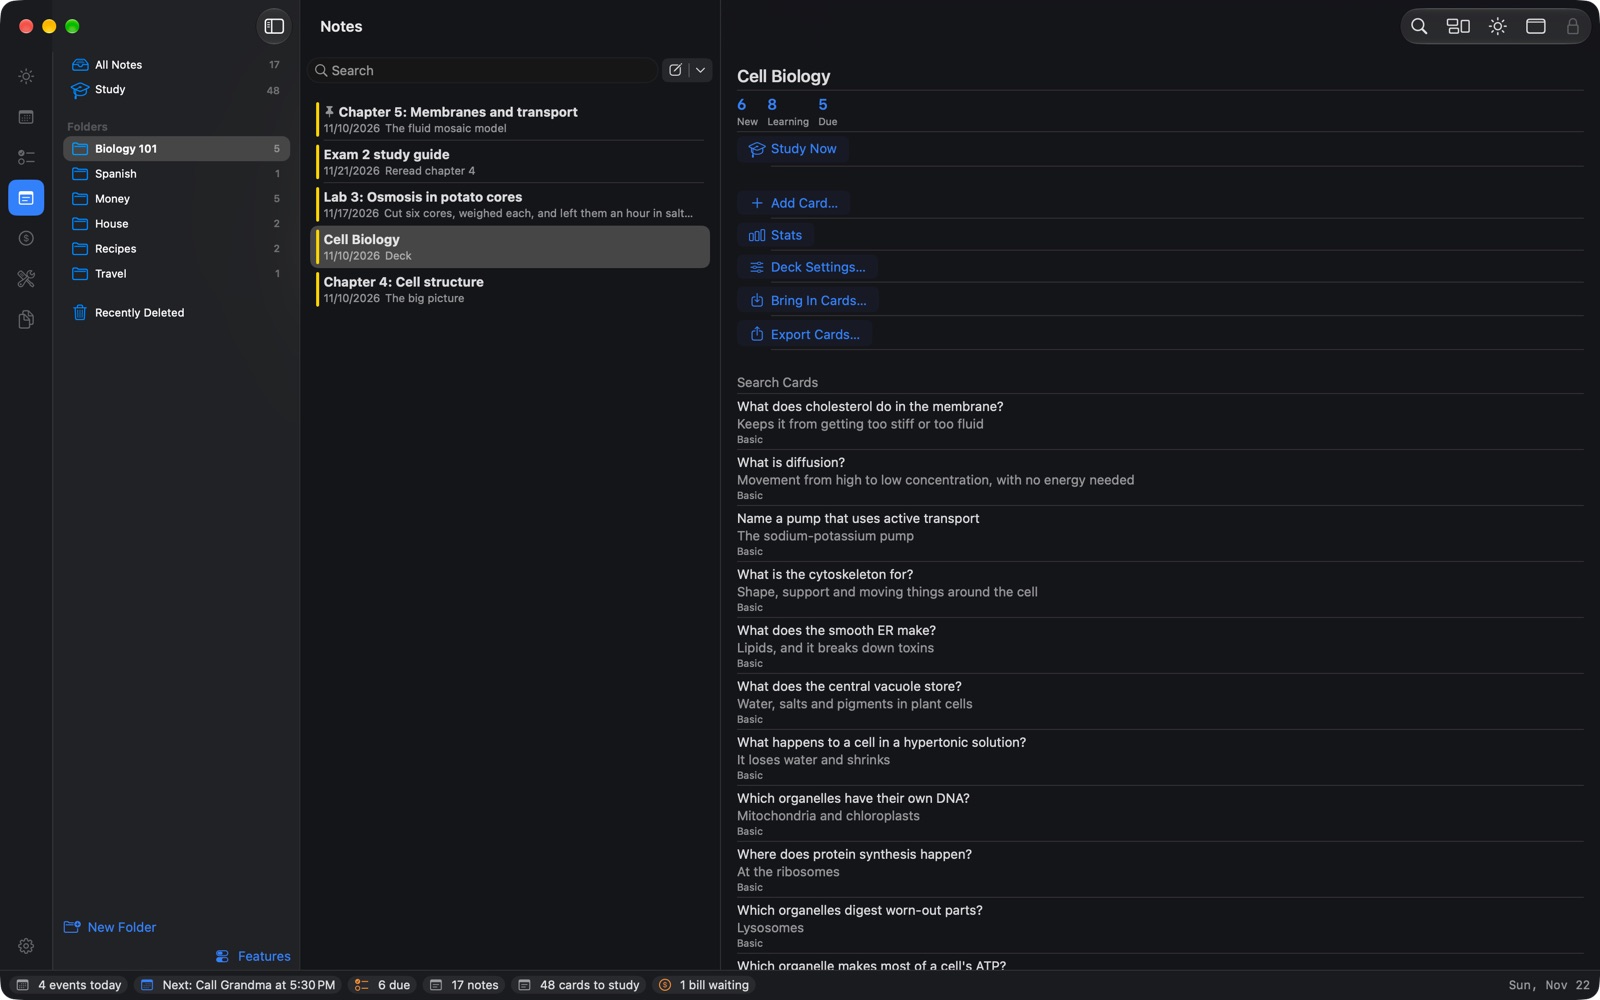 Notes
All Notes 17
Study 48
Folders
Biology 101 5
Spanish 1
Money 5
House 2
Recipes 2
Travel 1
Recently Deleted
New Folder
Features
Search
Chapter 5: Membranes and transport
11/10/2026 The fluid mosaic model
Exam 2 study guide
11/21/2026 Reread chapter 4
Lab 3: Osmosis in potato cores
11/17/2026 Cut six cores, weighed each, and left them an hour in salt...
Cell Biology
11/10/2026 Deck
Chapter 4: Cell structure
11/10/2026 The big picture
Cell Biology
6 8 5
New Learning Due
Study Now
Add Card...
Stats
Deck Settings...
Bring In Cards...
Export Cards...
Search Cards
What does cholesterol do in the membrane?
Keeps it from getting too stiff or too fluid
Basic
What is diffusion?
Movement from high to low concentration, with no energy needed
Basic
Name a pump that uses active transport
The sodium-potassium pump
Basic
What is the cytoskeleton for?
Shape, support and moving things around the cell
Basic
What does the smooth ER make?
Lipids, and it breaks down toxins
Basic
What does the central vacuole store?
Water, salts and pigments in plant cells
Basic
What happens to a cell in a hypertonic solution?
It loses water and shrinks
Basic
Which organelles have their own DNA?
Mitochondria and chloroplasts
Basic
Where does protein synthesis happen?
At the ribosomes
Basic
Which organelles digest worn-out parts?
Lysosomes
Basic
Which organelle makes most of a cell's ATP?
4 events today
Next: Call Grandma at 5:30 PM
6 due
17 notes
48 cards to study
1 bill waiting
Sun, Nov 22